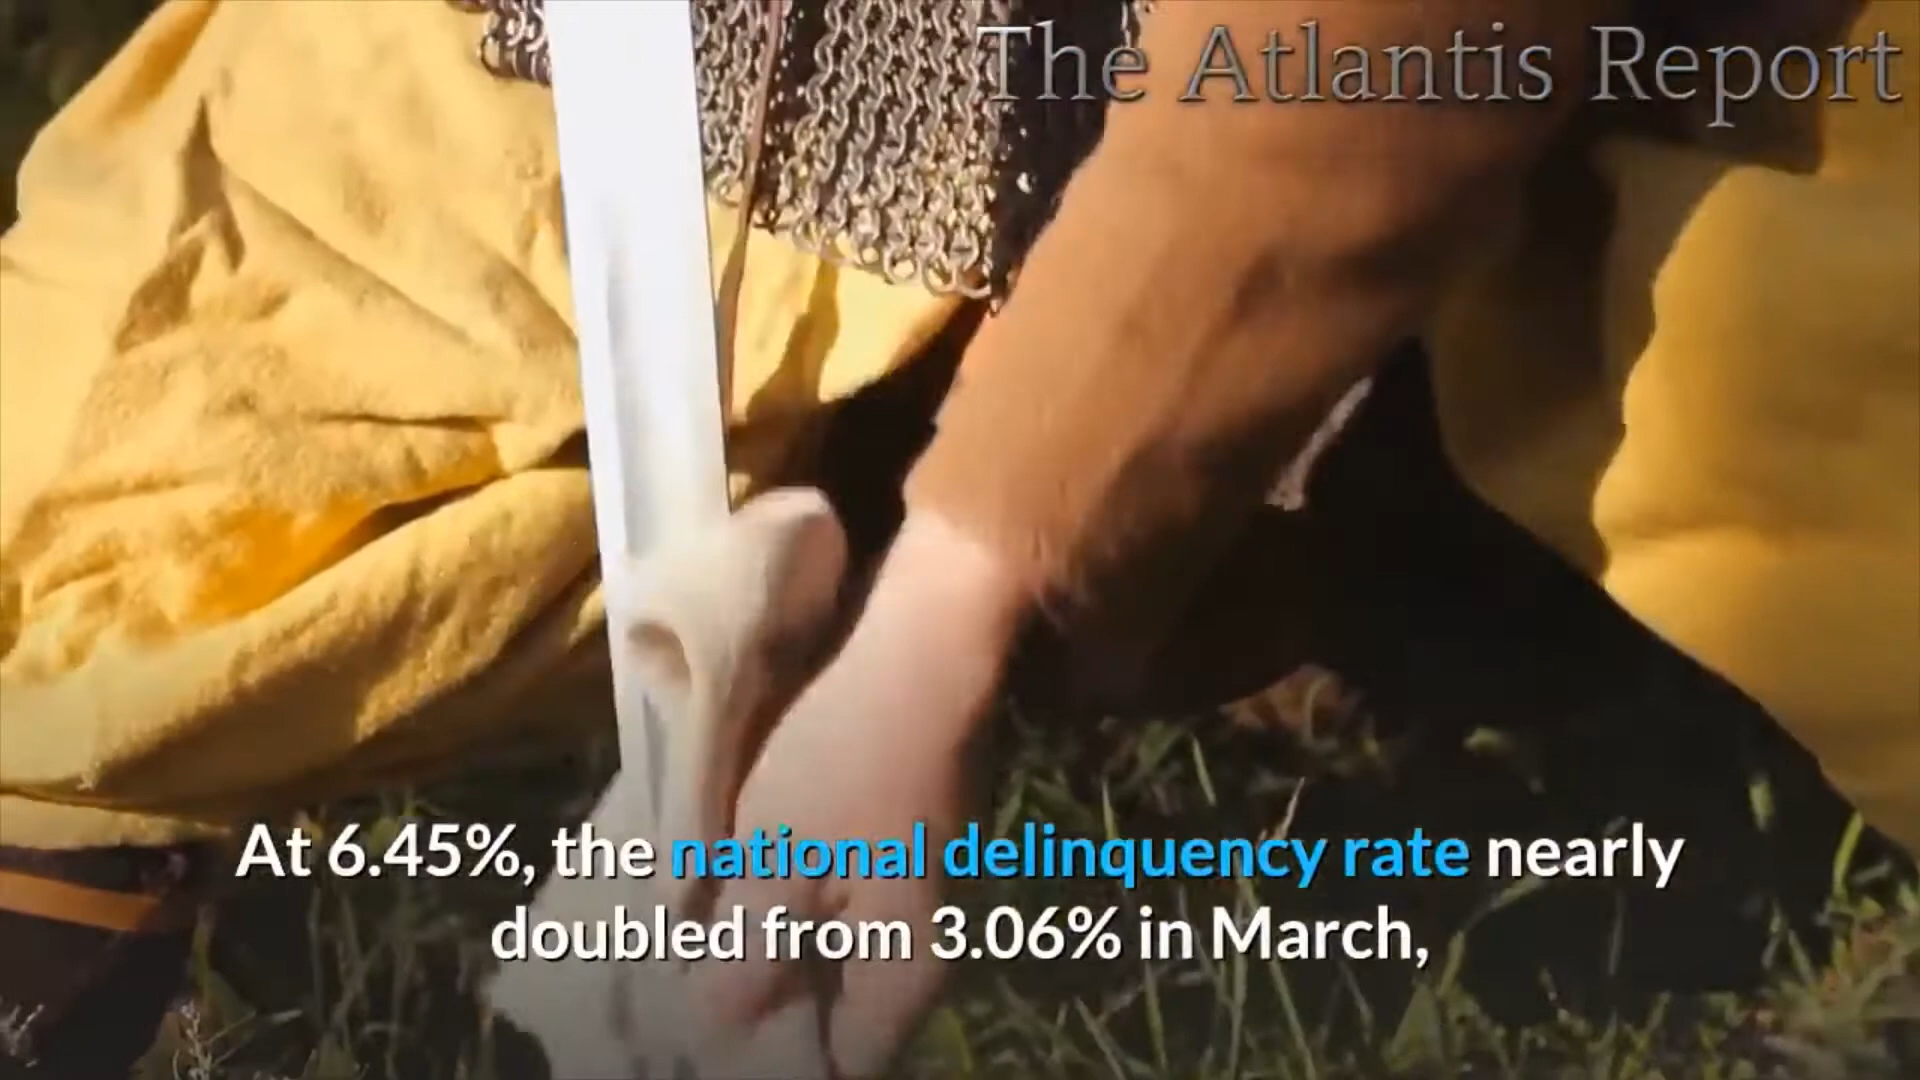 The Atlantis Report
At 6.45%, the national delinquency rate nearly
doubled from 3.06% in March,